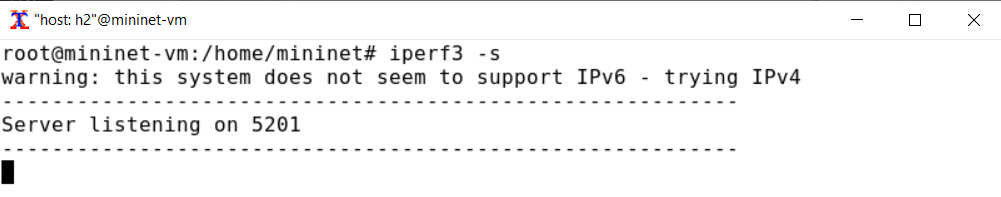 "host: h2"@mininet-vm
root@mininet-vm:/home/mininet# iperf3 -s
warning: this system does not seem to support IPv6 - trying IPv4
-----------------------------------------------------------
Server listening on 5201
-----------------------------------------------------------